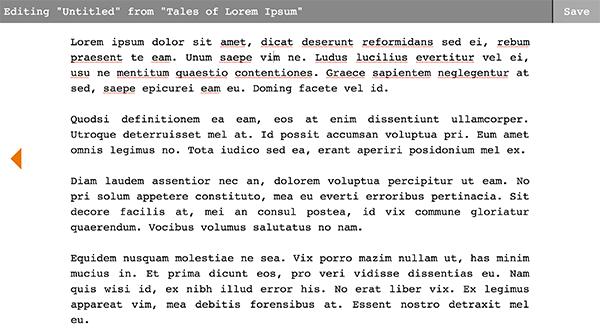 Editing "Untitled" from "Tales of Lorem Ipsum"
Save
Lorem ipsum dolor sit amet, dicat deserunt reformidans sed ei, rebum
praesent te eam. Unum saepe vim ne. Ludus lucilius evertitur vel ei,
usu ne mentitum quaestio contentiones. Graece sapientem neglegentur at
sed, saepe epicurei eam eu. Doming facete vel id.
Quodsi definitionem ea eam, eos at enim dissentiunt ullamcorper.
Utroque deterruisset mel at. Id possit accumsan voluptua pri. Eum amet
omnis legimus no. Tota iudico sed ea, erant aperiri posidonium mel ex.
Diam laudem assentior nec an, dolorem voluptua percipitur ut eam. No
pri solum appetere constituto, mea eu everti erroribus pertinacia. Sit
decore facilis at, mei an consul postea, id vix commune gloriatur
quaerendum. Vocibus volumus salutatus no nam.
Equidem nusquam molestiae ne sea. Vix porro mazim nullam ut, has minim
mucius in. Et prima dicunt eos, pro veri vidisse dissentias eu. Nam
quis wisi id, ex nibh illud error his. No erat liber vix. Ex legimus
appareat vim, mea debitis forensibus at. Essent nostro detraxit mel
eu.